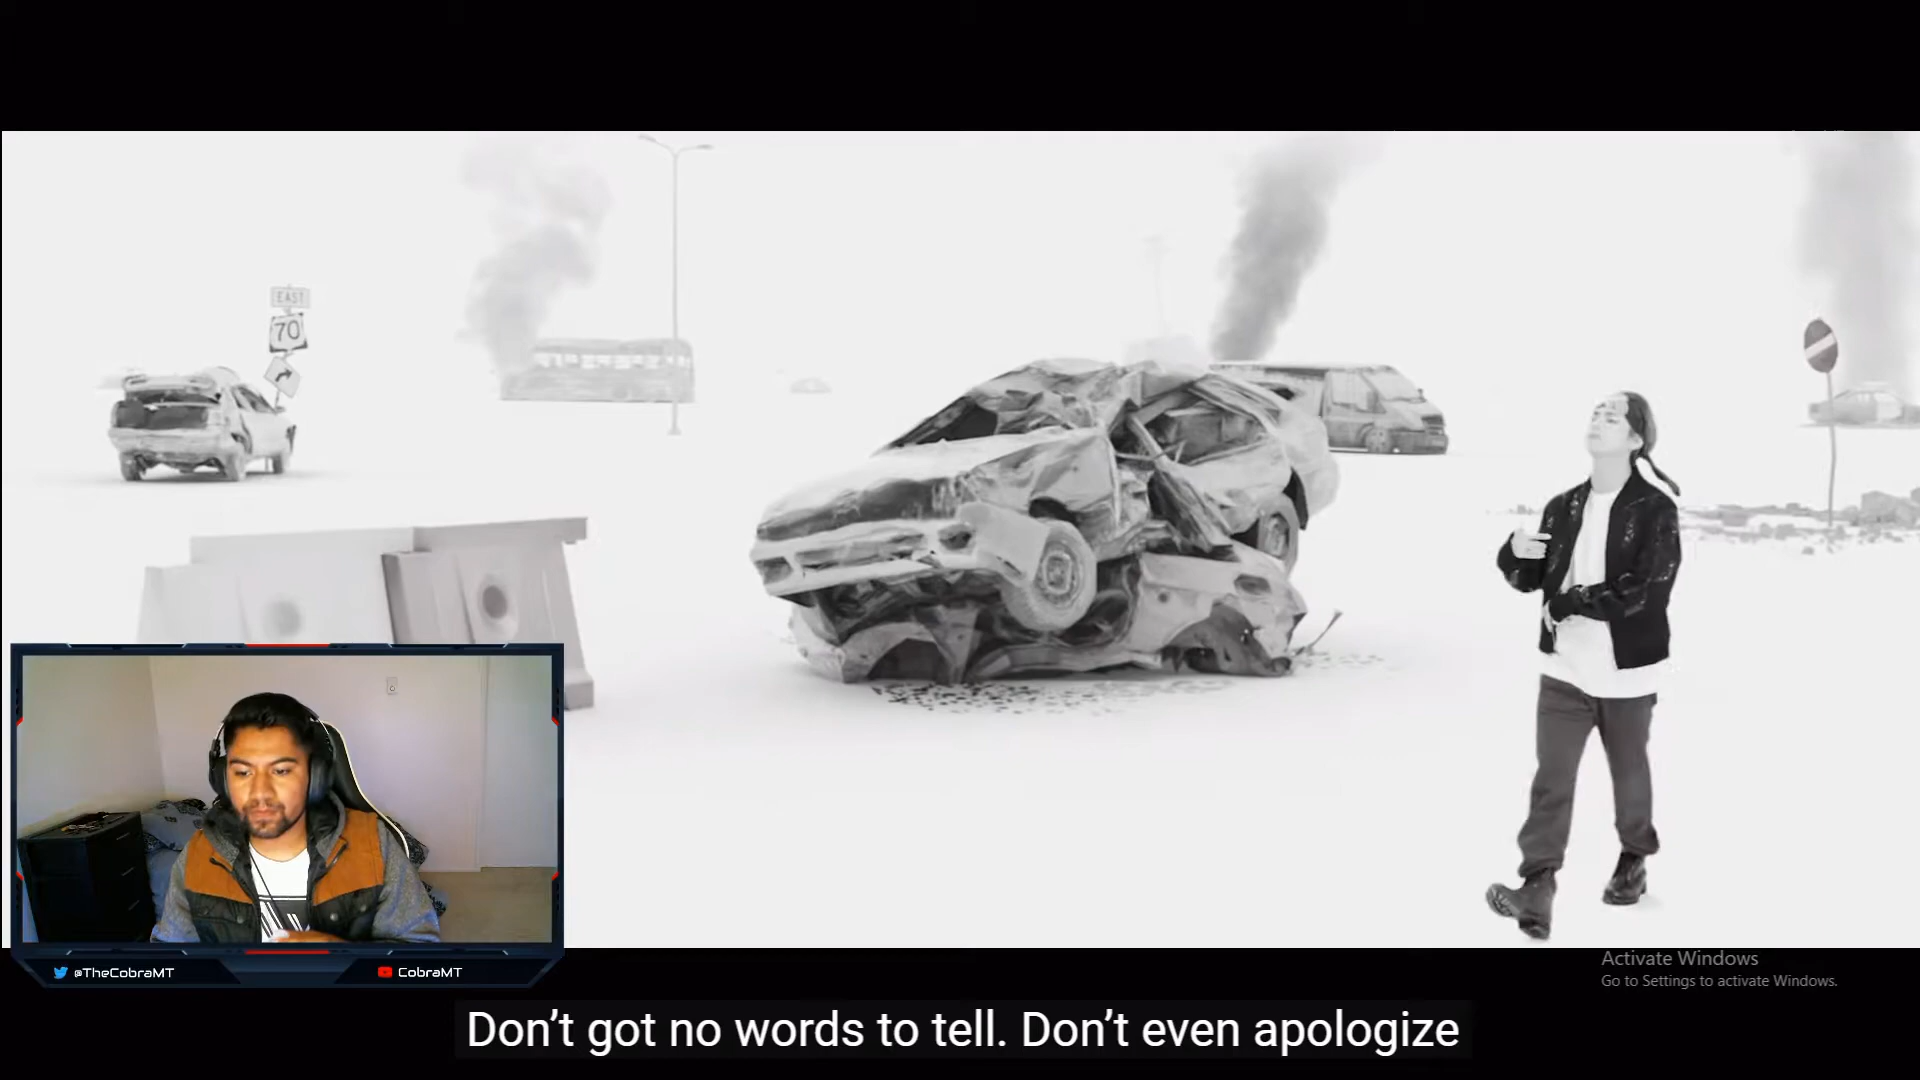 EAST
70
@TheCobraMT
CobraMT
Activate Windows
Go to Settings to activate Windows.
Don’t got no words to tell. Don’t even apologize